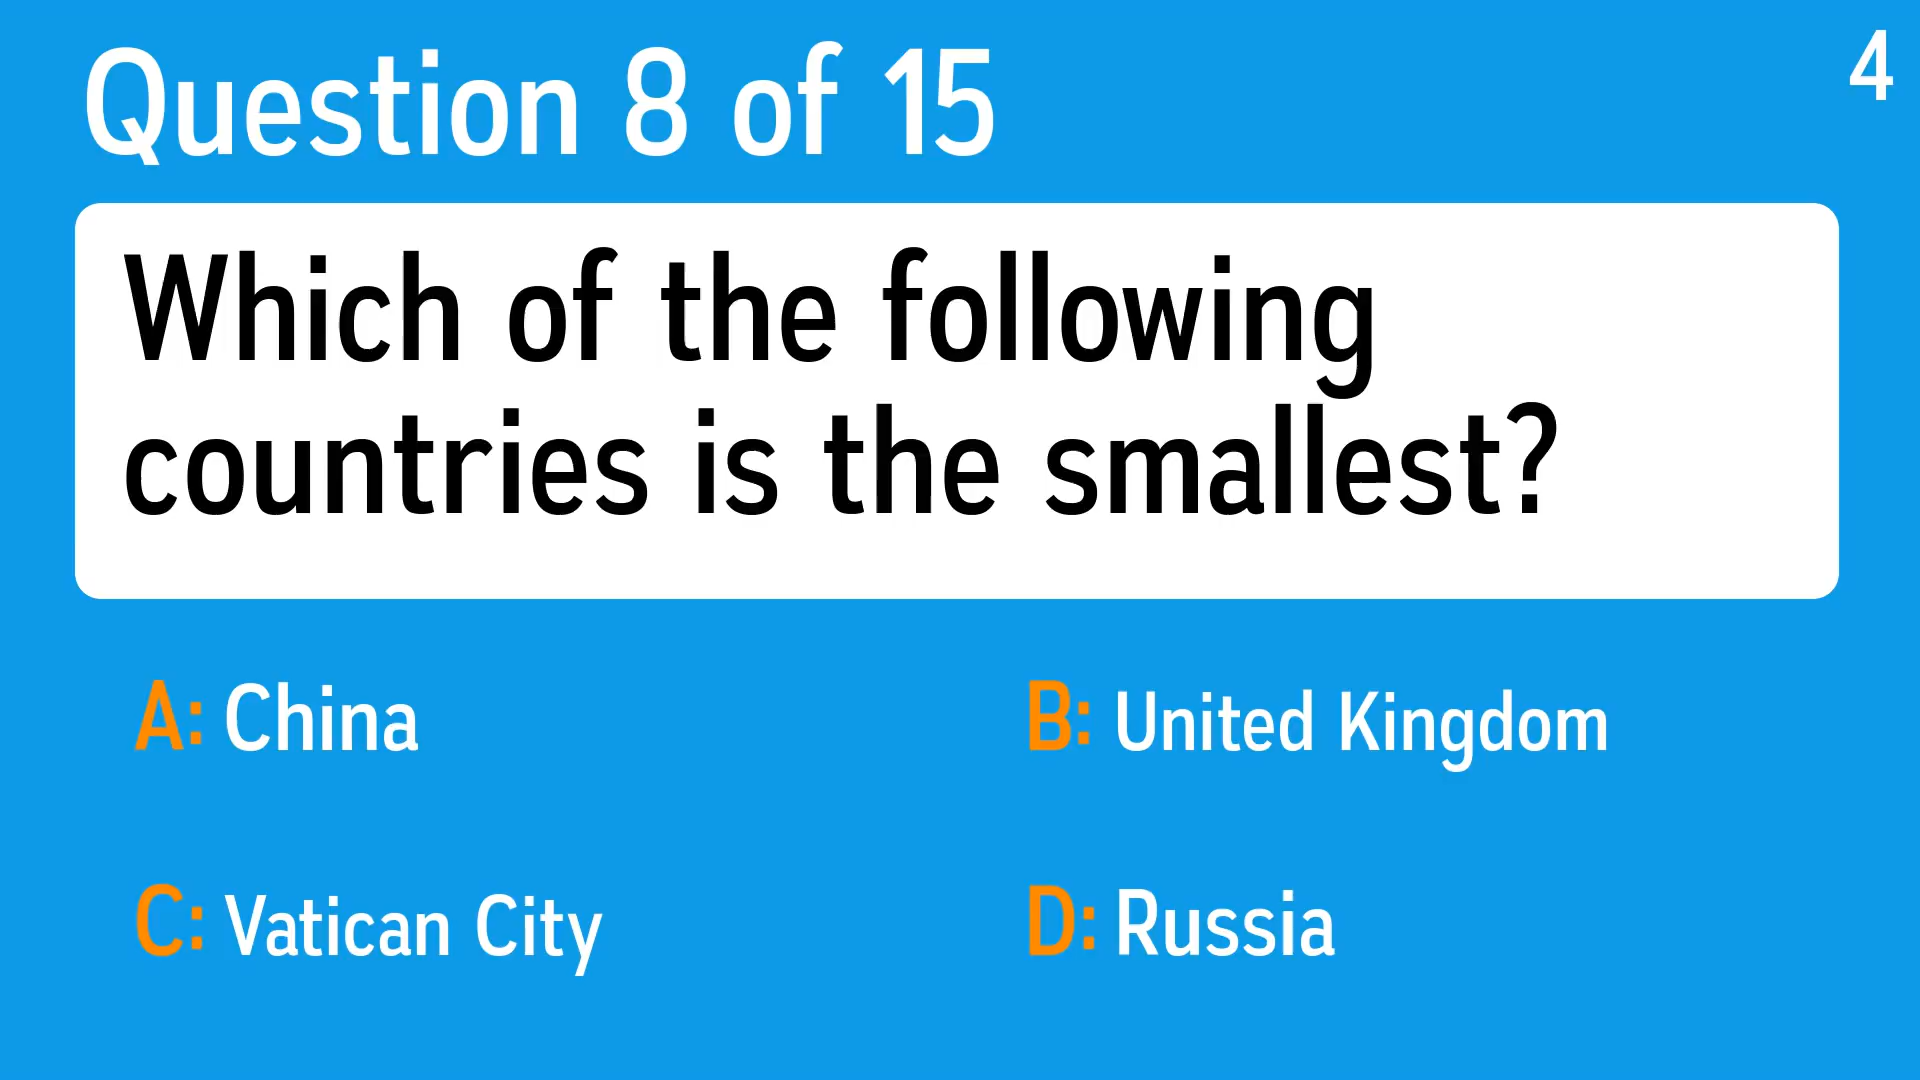 Question 8 of 15
4
Which of the following
countries is the smallest?
A: China
B: United Kingdom
C: Vatican City
D: Russia